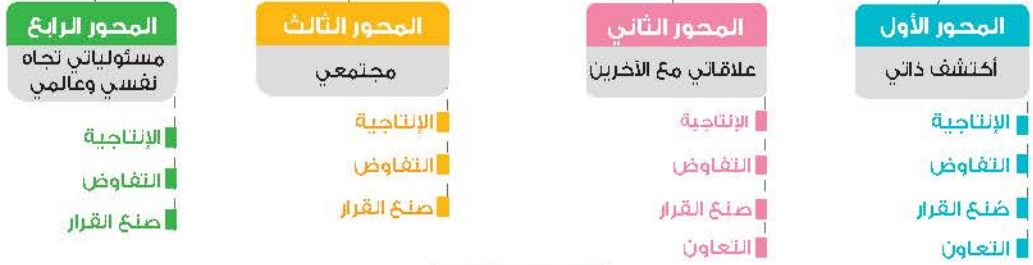 المحور الأول
أكتشف ذاتي
الإنتاجية
التفاوض
صُنع القرار
التعاون
المحور الثاني
علاقاتي مع الآخرين
الإنتاجية
التفاوض
صنع القرار
التعاون
المحور الثالث
مجتمعي
الإنتاجية
التفاوض
صنع القرار
المحور الرابع
مسئولياتي تجاه
نفسي وعالمي
الإنتاجية
التفاوض
صنع القرار